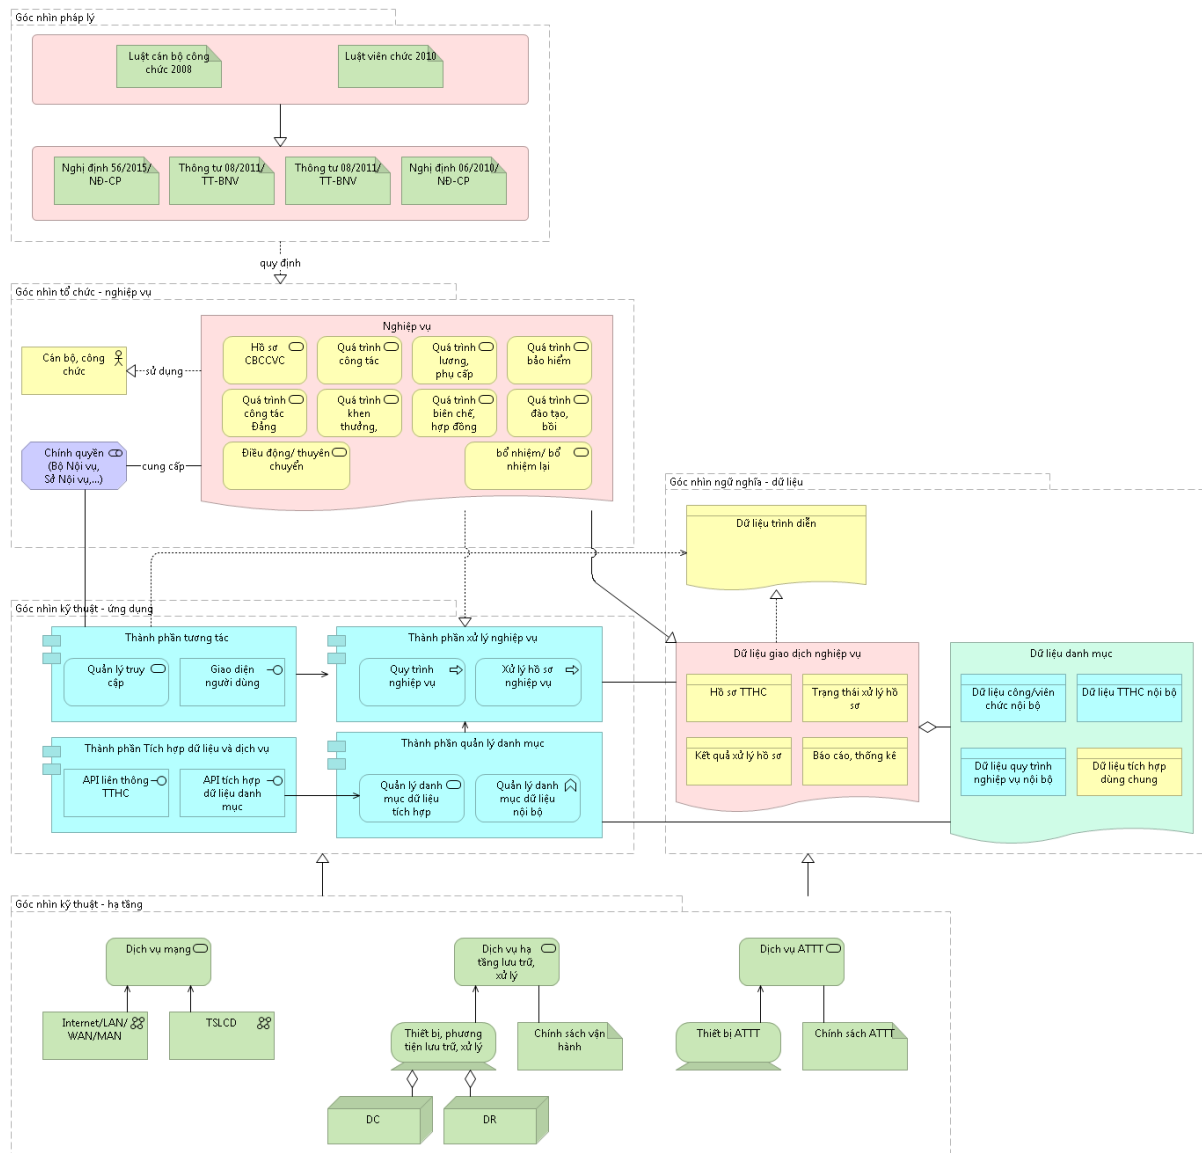 Góc nhìn pháp lý
Luật cán bộ công
chức 2008
Luật viên chức 2010
Nghị định 56/2015/
NĐ-CP
Thông tư 08/2011/
TT-BNV
Thông tư 08/2011/
TT-BNV
Nghị định 06/2010/
NĐ-CP
quy định
Góc nhìn tổ chức - nghiệp vụ
Nghiệp vụ
Cán bộ, công
chức
sử dụng
Hồ sơ
CBCCVC
Quá trình
công tác
Quá trình
lương,
phụ cấp
Quá trình
bảo hiểm
Quá trình
công tác
Đảng
Quá trình
khen
thưởng,
Quá trình
biên chế,
hợp đồng
Quá trình
đào tạo,
bồi
Chính quyền
(Bộ Nội vụ,
Sở Nội vụ,...)
cung cấp
Điều động/ thuyên
chuyển
bổ nhiệm/ bổ
nhiệm lại
Góc nhìn ngữ nghĩa - dữ liệu
Dữ liệu trình diễn
Góc nhìn kỹ thuật - ứng dụng
Thành phần tương tác
Quản lý truy
cập
Giao diện
người dùng
Thành phần xử lý nghiệp vụ
Quy trình
nghiệp vụ
Xử lý hồ sơ
nghiệp vụ
Dữ liệu giao dịch nghiệp vụ
Hồ sơ TTHC
Trạng thái xử lý hồ
sơ
Kết quả xử lý hồ sơ
Báo cáo, thống kê
Dữ liệu danh mục
Dữ liệu công/viên
chức nội bộ
Dữ liệu TTHC nội bộ
Dữ liệu quy trình
nghiệp vụ nội bộ
Dữ liệu tích hợp
dùng chung
Thành phần Tích hợp dữ liệu và dịch vụ
API liên thông
TTHC
API tích hợp
dữ liệu danh
mục
Thành phần quản lý danh mục
Quản lý danh
mục dữ liệu
tích hợp
Quản lý danh
mục dữ liệu
nội bộ
Góc nhìn kỹ thuật - hạ tầng
Dịch vụ mạng
Internet/LAN/
WAN/MAN
TSLCD
Dịch vụ hạ
tầng lưu trữ,
xử lý
Thiết bị, phương
tiện lưu trữ, xử lý
Chính sách vận
hành
DC
DR
Dịch vụ ATTT
Thiết bị ATTT
Chính sách ATTT